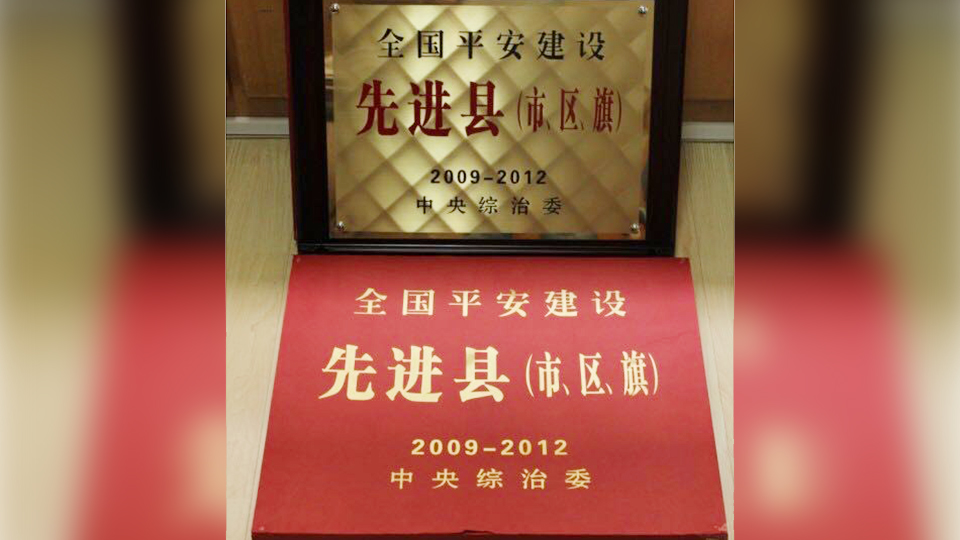 全国平安建设
先进县(市、区、旗)
2009-2012
中央综治委
全国平安建设
先进县(市、区、旗)
2009-2012
中央综治委